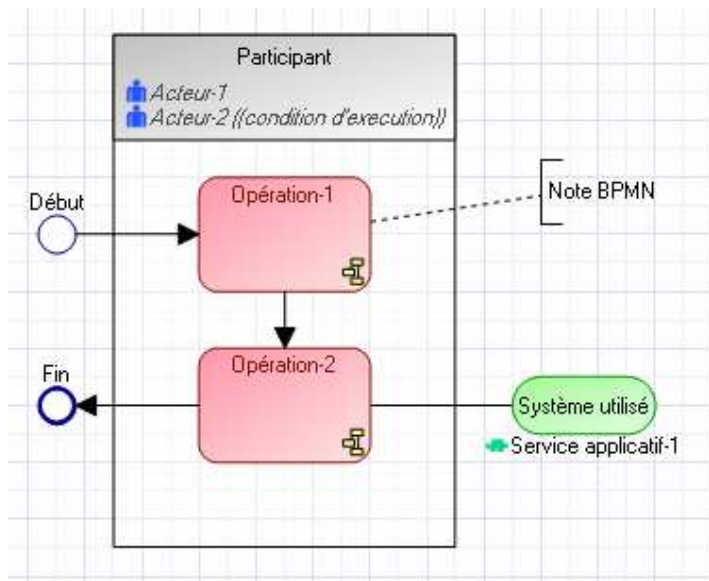 Participant
Acteur-1
Acteur-2 ((condition d'execution))
Opération-1
Note BPMN
Début
Fin
Opération-2
Système utilisé
Service applicatif-1